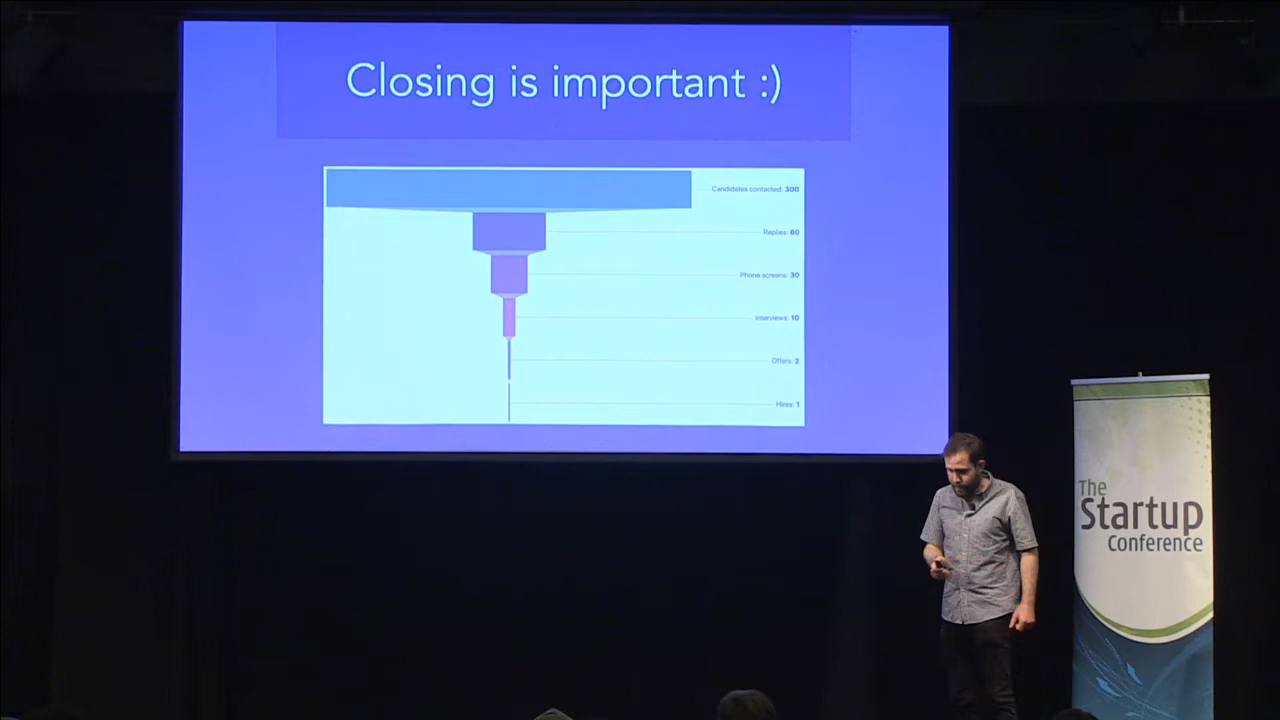 Closing is important :)
Candidates contacted: 300
Replies: 60
Phone screens: 30
Interviews: 10
Offers: 2
Hires: 1
The
Startup
Conference